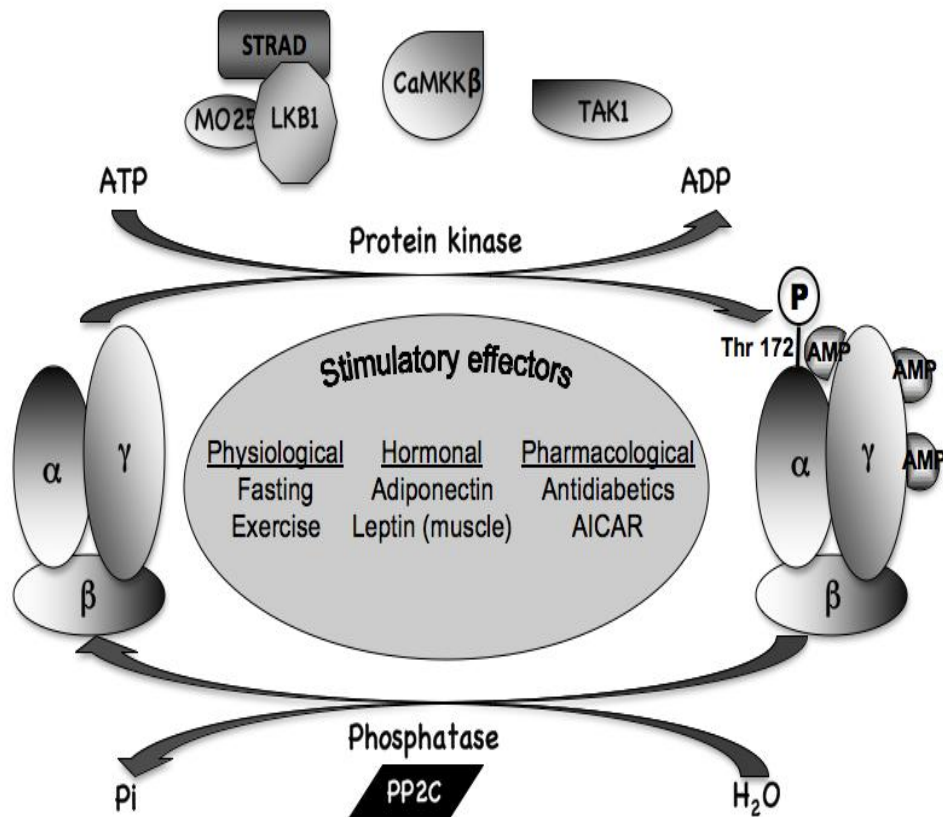 STRAD
MO25
LKB1
CaMKKβ
TAK1
ATP
ADP
Protein kinase
P
Thr 172
AMP
AMP
AMP
α
γ
β
Stimulatory effectors
Physiological
Fasting
Exercise
Hormonal
Adiponectin
Leptin (muscle)
Pharmacological
Antidiabetics
AICAR
α
γ
β
Phosphatase
PP2C
Pi
H₂O